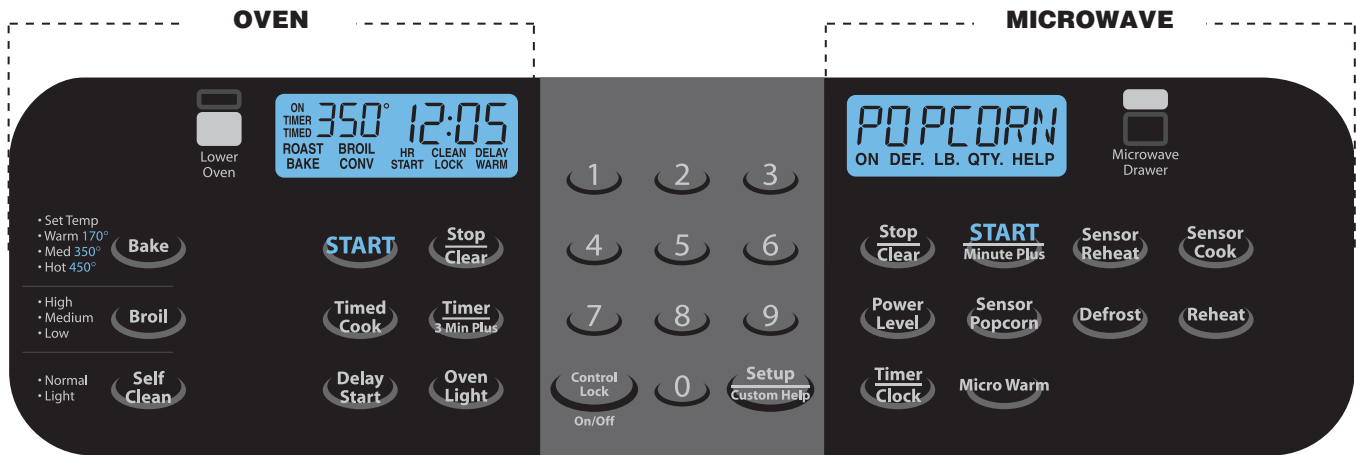 OVEN
MICROWAVE
Lower
Oven
ON
TIMER
TIMED
350° 12:05
ROAST BROIL HR CLEAN DELAY
BAKE CONV START LOCK WARM
POPCORN
ON DEF. LB. QTY. HELP
Microwave
Drawer
• Set Temp
• Warm 170°
• Med 350°
• Hot 450°
Bake
START
Stop
Clear
• High
• Medium
• Low
Broil
Timed
Cook
Timer
3 Min Plus
• Normal
• Light
Self
Clean
Delay
Start
Oven
Light
1 2 3
4 5 6
7 8 9
Control
Lock
On/Off
0
Setup
Custom Help
Stop
Clear
START
Minute Plus
Sensor
Reheat
Sensor
Cook
Power
Level
Sensor
Popcorn
Defrost
Reheat
Timer
Clock
Micro Warm